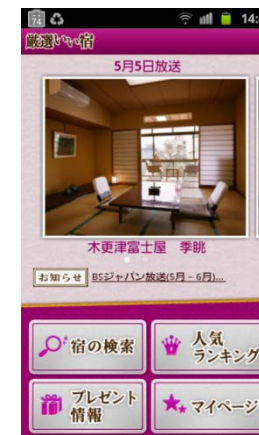 74
14:
厳選いい宿
5月5日放送
木更津富士屋 季眺
お知らせ BSジャパン放送(5月~6月)...
宿の検索
人気
ランキング
プレゼント
情報
マイページ